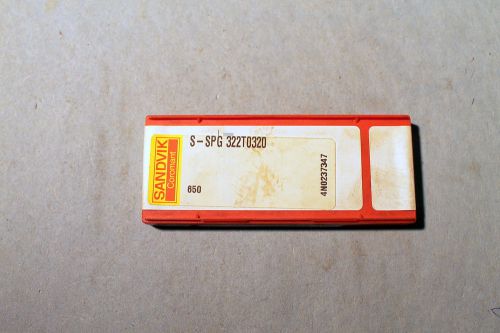 SANDVIK
Coromant
S-SPG 322T0320
650
4N0237347